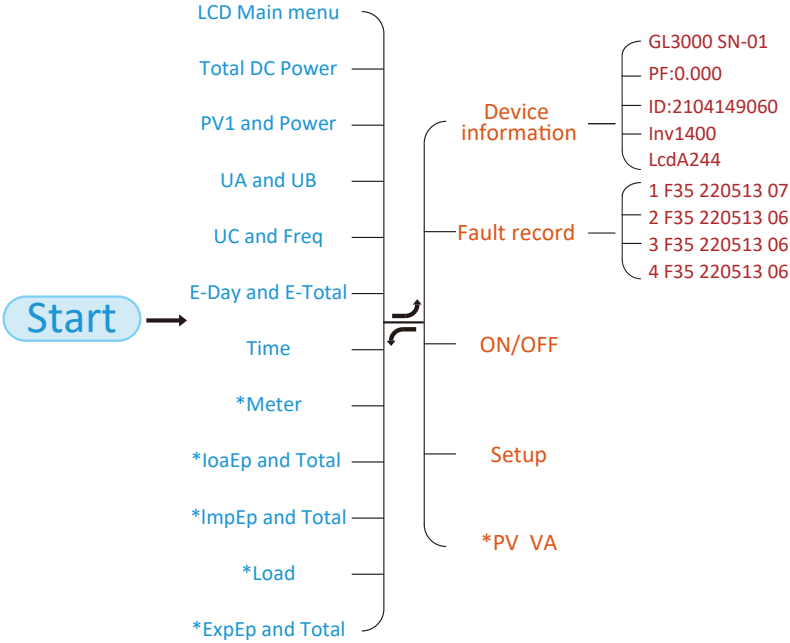 Start
LCD Main menu
Total DC Power
PV1 and Power
UA and UB
UC and Freq
E-Day and E-Total
Time
*Meter
*IoaEp and Total
*ImpEp and Total
*Load
*ExpEp and Total
Device
information
Fault record
ON/OFF
Setup
*PV VA
GL3000 SN-01
PF:0.000
ID:2104149060
Inv1400
LcdA244
1 F35 220513 07
2 F35 220513 06
3 F35 220513 06
4 F35 220513 06